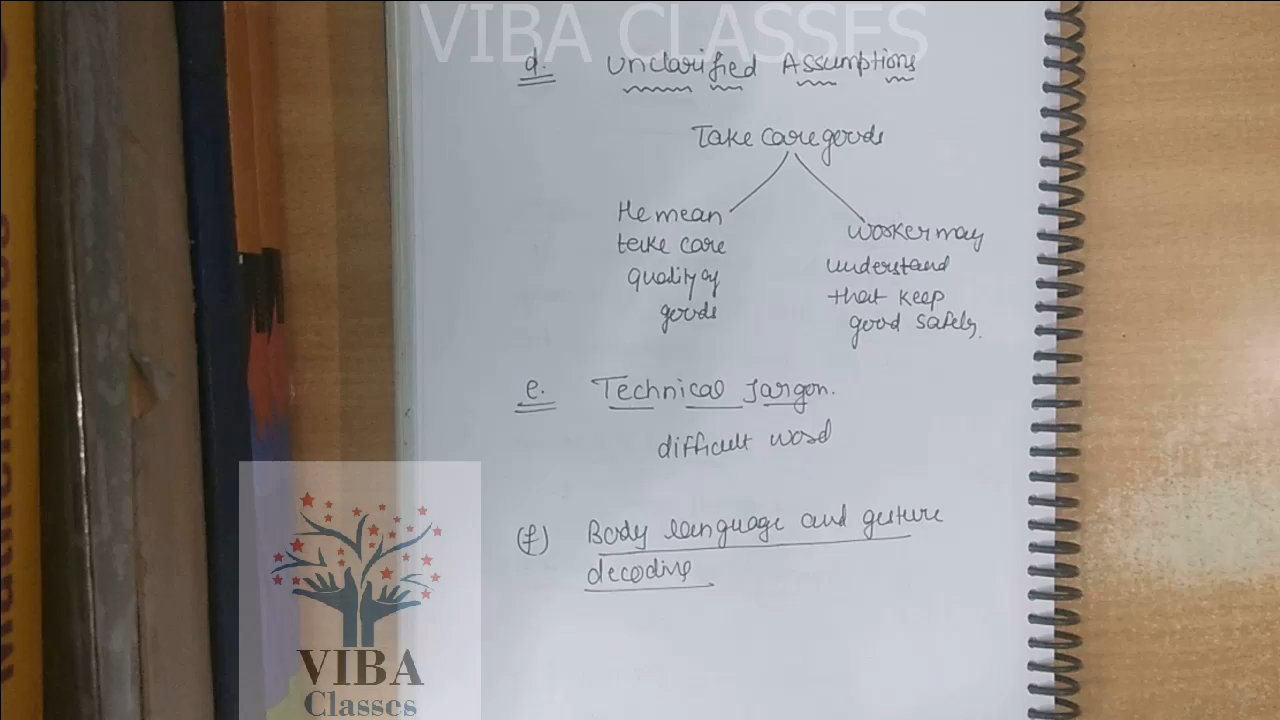 VIBA CLASSES
d. Unclarified Assumptions
Take care goods
He mean
take care
quality of
goods
Worker may
understand
that keep
good safely.
e. Technical Jargon.
difficult word
(f) Body language and gesture
decoding
VIBA
Classes